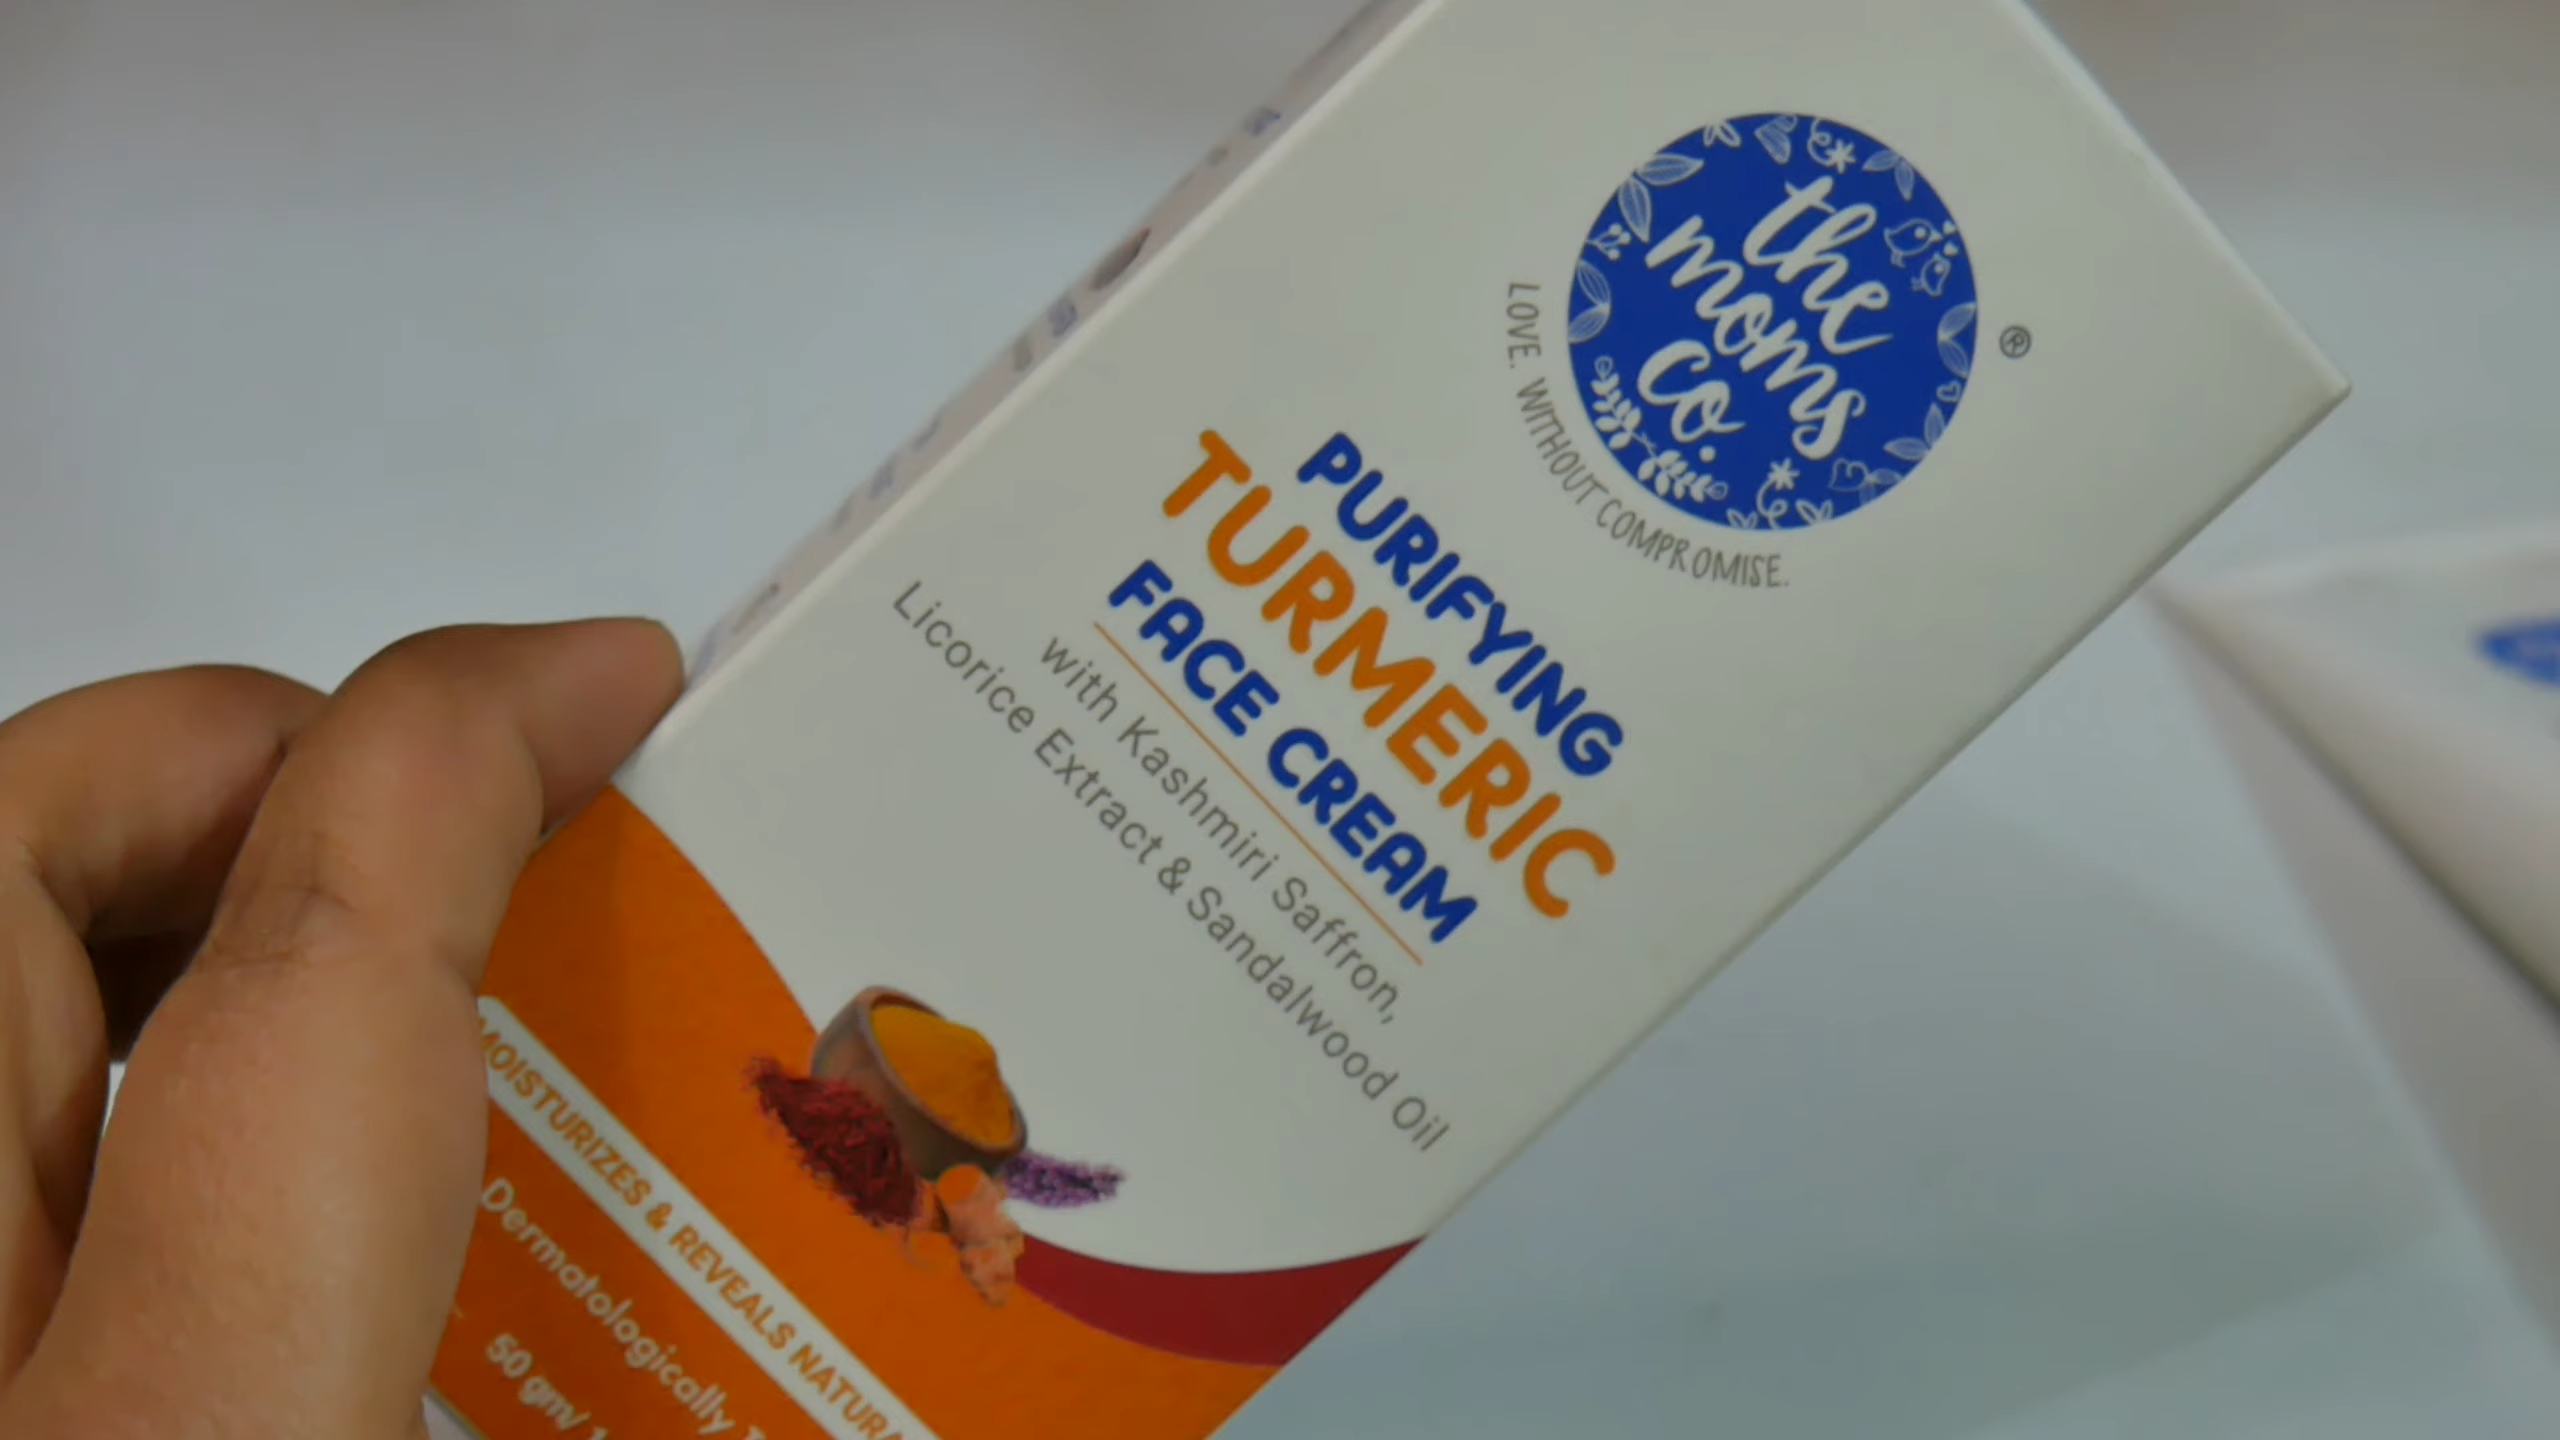 the
moms
co.
®
LOVE. WITHOUT COMPROMISE.
PURIFYING
TURMERIC
FACE CREAM
with Kashmiri Saffron,
Licorice Extract & Sandalwood Oil
MOISTURIZES & REVEALS
Dermatologically
50 gm/